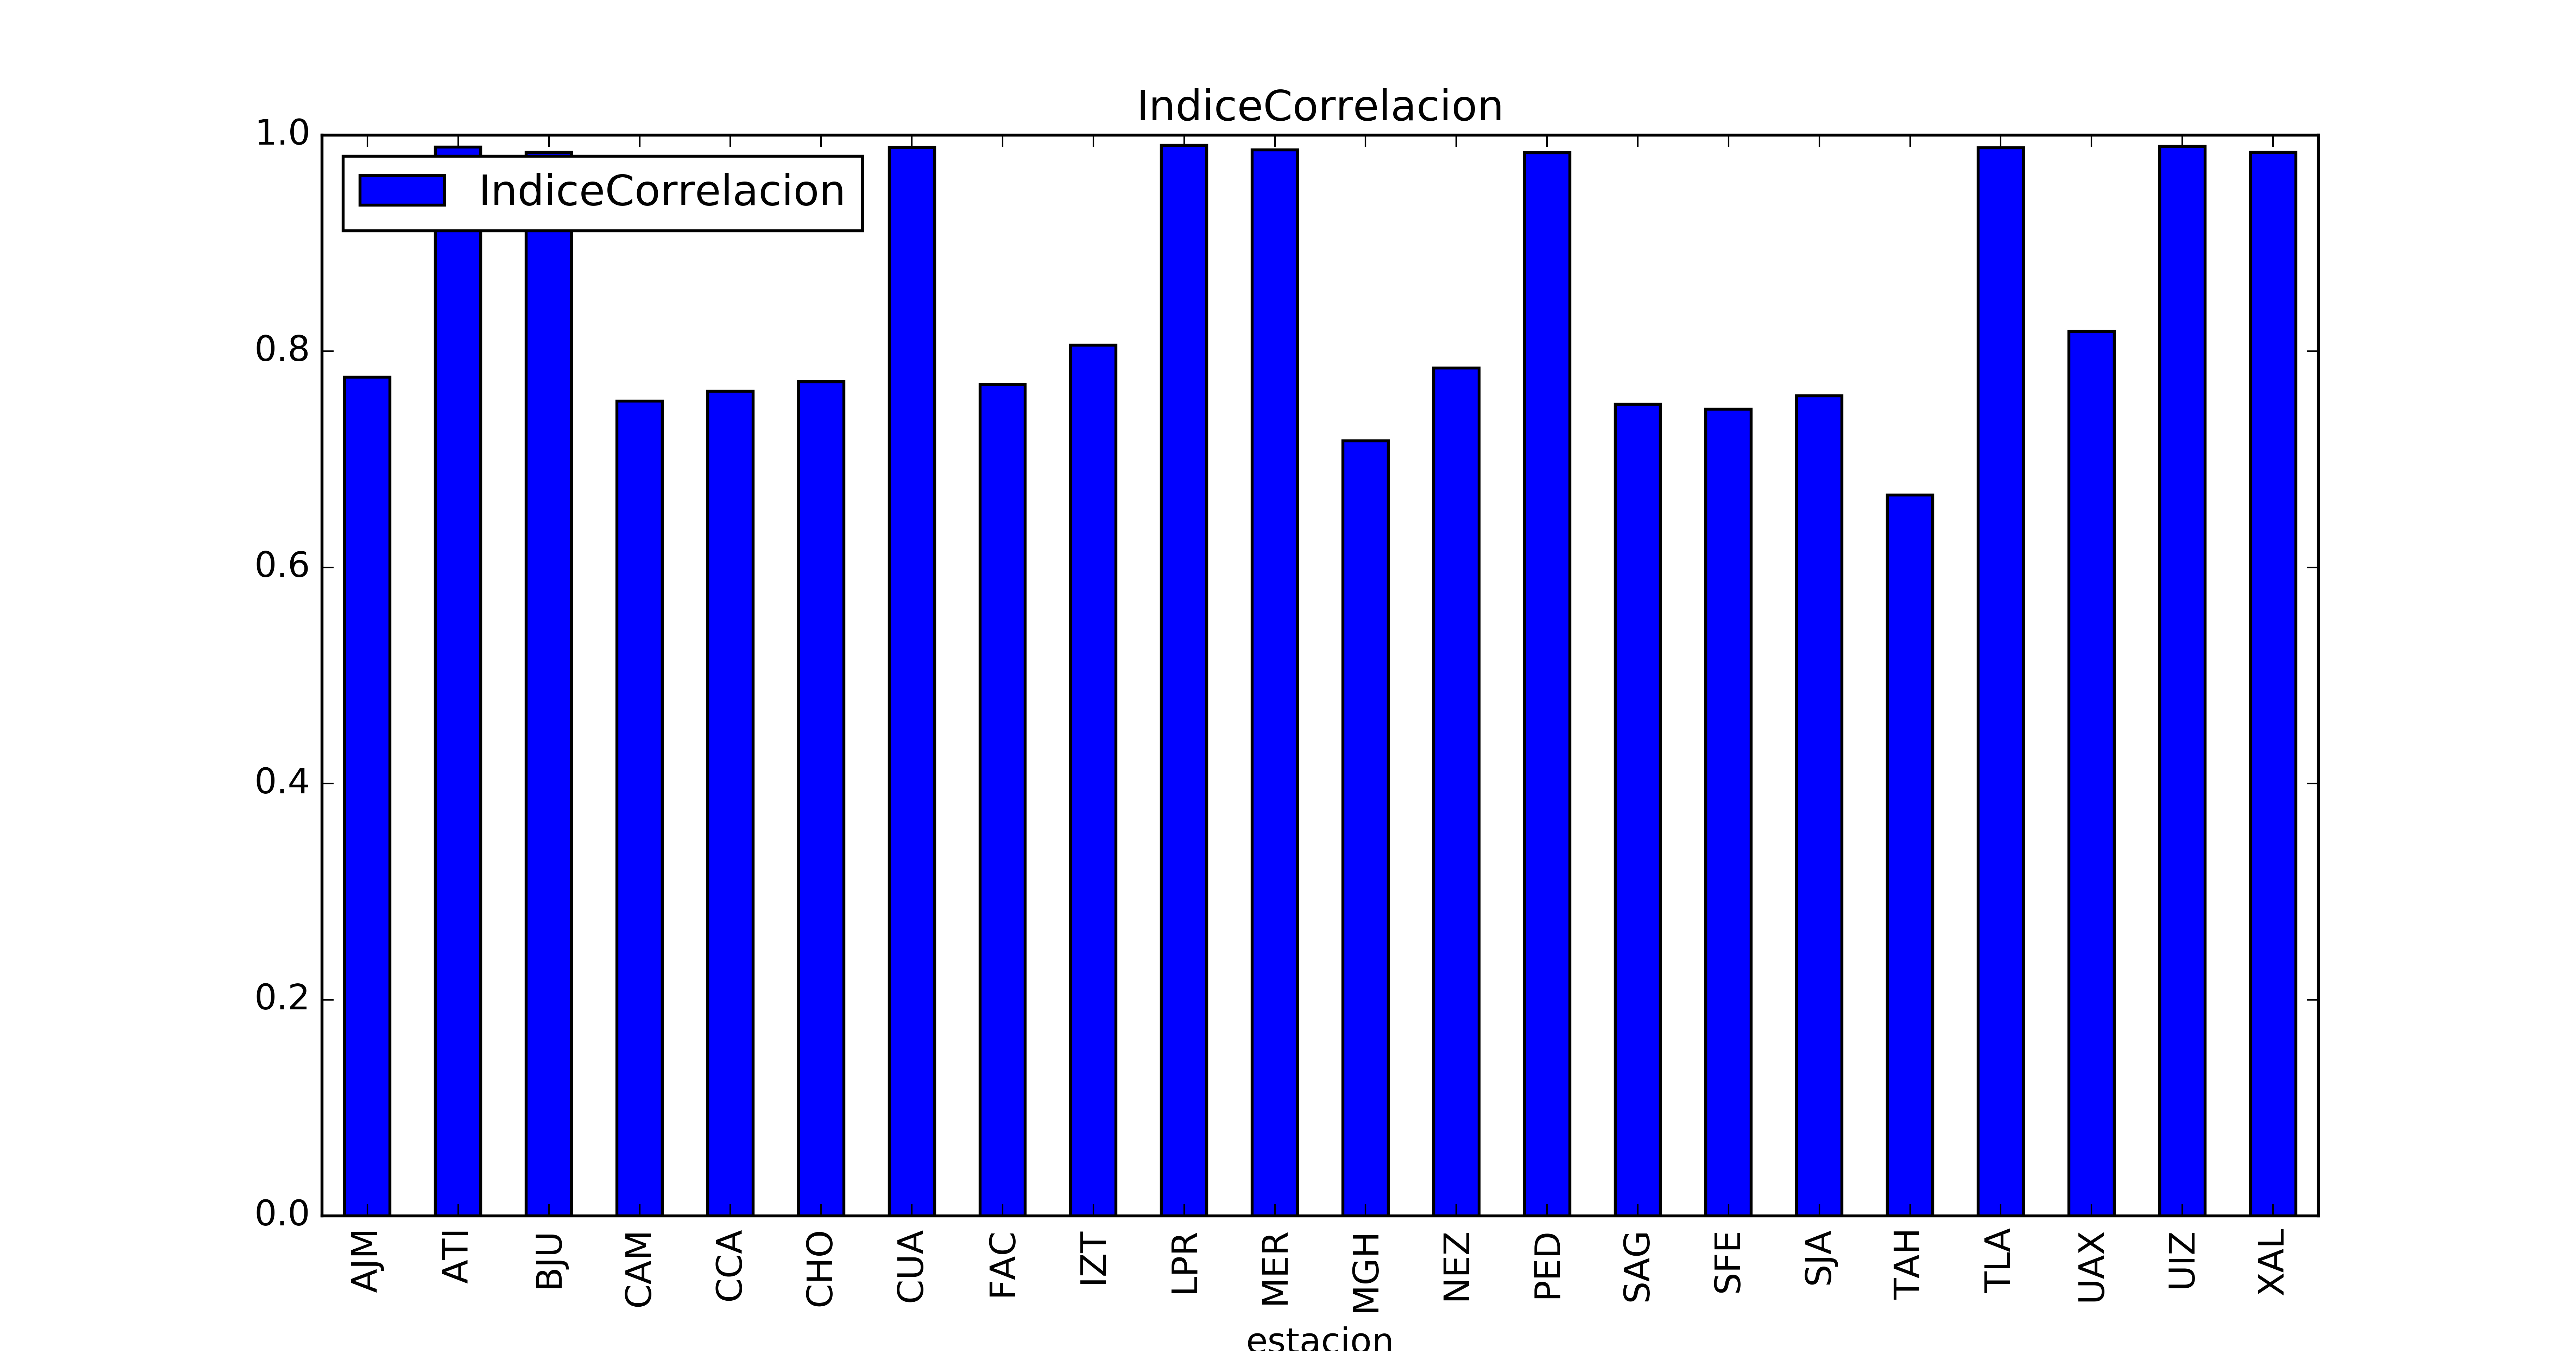 IndiceCorrelacion
IndiceCorrelacion
1.0
0.8
0.6
0.4
0.2
0.0
AJM
ATI
BJU
CAM
CCA
CHO
CUA
FAC
IZT
LPR
MER
MGH
NEZ
PED
SAG
SFE
SJA
TAH
TLA
UAX
UIZ
XAL
estacion